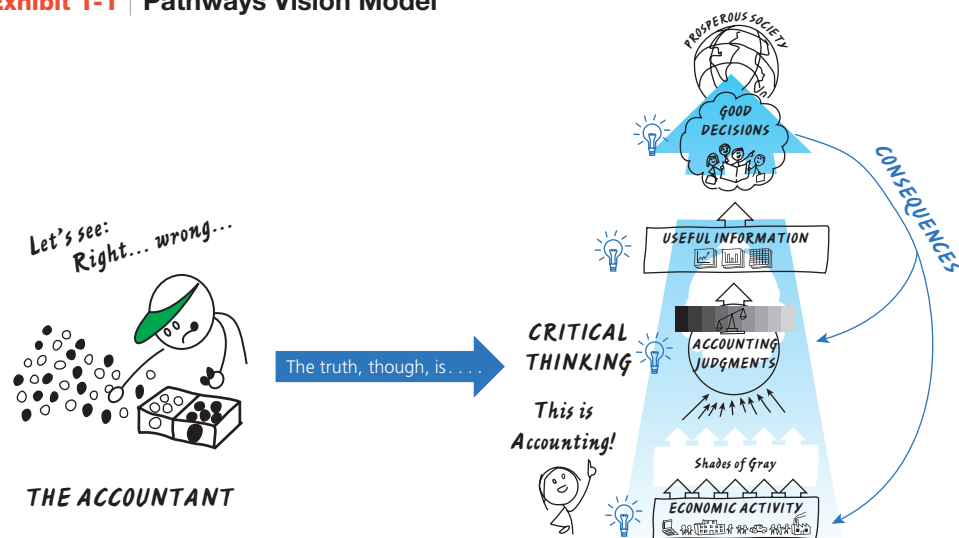 Exhibit 1-1 | Pathways Vision Model
PROSPEROUS SOCIETY
GOOD
DECISIONS
CONSEQUENCES
Let's see:
Right... wrong...
USEFUL INFORMATION
CRITICAL
THINKING
ACCOUNTING
JUDGMENTS
The truth, though, is....
This is
Accounting!
Shades of Gray
THE ACCOUNTANT
ECONOMIC ACTIVITY